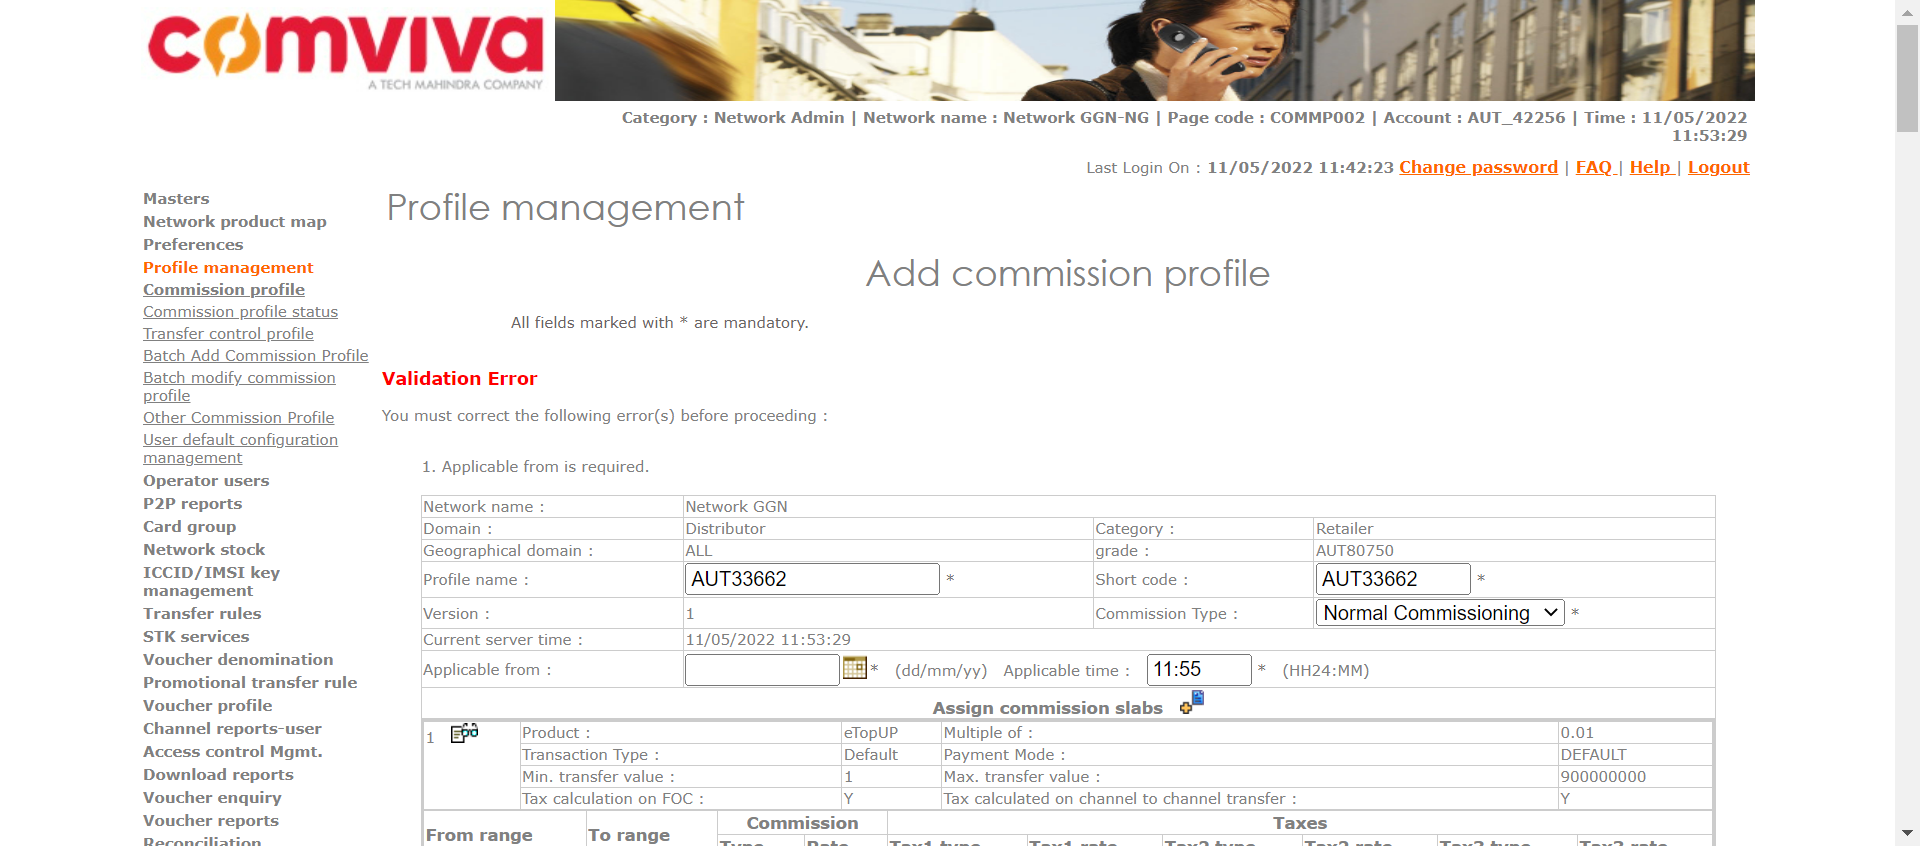 comviva
A TECH MAHINDRA COMPANY
Category : Network Admin | Network name : Network GGN-NG | Page code : COMMP002 | Account : AUT_42256 | Time : 11/05/2022
11:53:29
Last Login On : 11/05/2022 11:42:23 Change password | FAQ | Help | Logout
Masters
Network product map
Preferences
Profile management
Commission profile
Commission profile status
Transfer control profile
Batch Add Commission Profile
Batch modify commission
profile
Other Commission Profile
User default configuration
management
Operator users
P2P reports
Card group
Network stock
ICCID/IMSI key
management
Transfer rules
STK services
Voucher denomination
Promotional transfer rule
Voucher profile
Channel reports-user
Access control Mgmt.
Download reports
Voucher enquiry
Voucher reports
Reconciliation
Profile management
Add commission profile
All fields marked with * are mandatory.
Validation Error
You must correct the following error(s) before proceeding :
1. Applicable from is required.
Network name : Network GGN
Domain : Distributor Category : Retailer
Geographical domain : ALL grade : AUT80750
Profile name : AUT33662 * Short code : AUT33662 *
Version : 1 Commission Type : Normal Commissioning *
Current server time : 11/05/2022 11:53:29
Applicable from : * (dd/mm/yy) Applicable time : 11:55 * (HH24:MM)
Assign commission slabs
1 Product : eTopUP Multiple of : 0.01
Transaction Type : Default Payment Mode : DEFAULT
Min. transfer value : 1 Max. transfer value : 900000000
Tax calculation on FOC : Y Tax calculated on channel to channel transfer : Y
From range To range Commission Taxes
Type Rate Tax1 type Tax1 rate Tax2 type Tax2 rate Tax3 type Tax3 rate